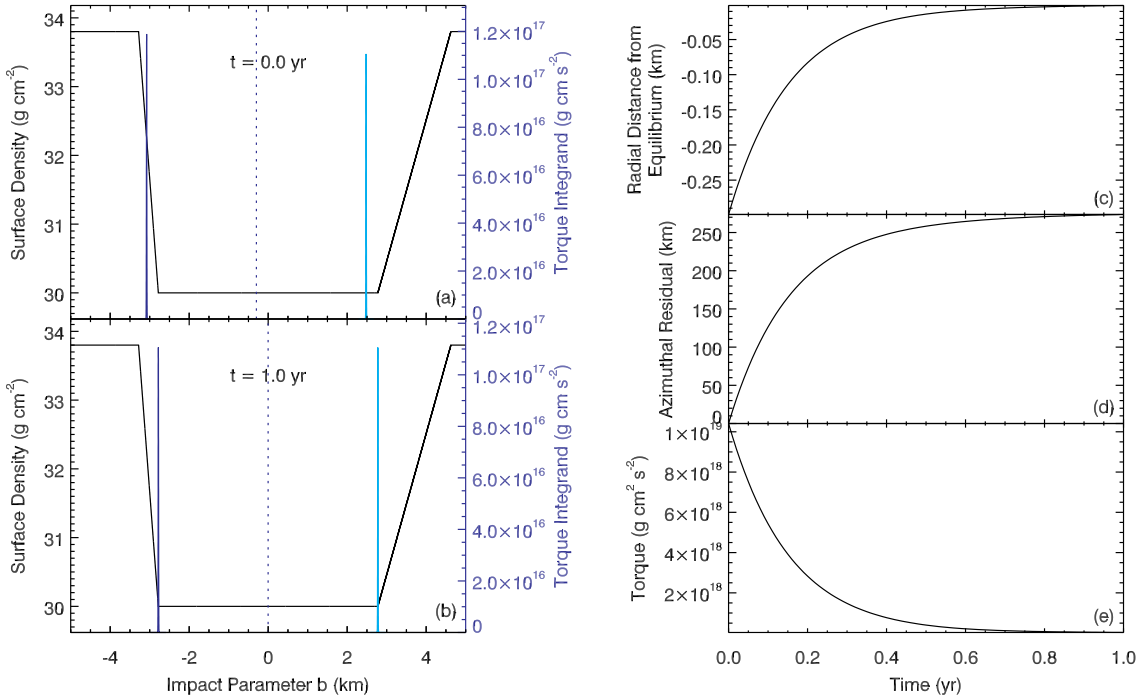 34
33
32
31
30
Surface Density (g cm⁻²)
t = 0.0 yr
(a)
1.2×10¹⁷
1.0×10¹⁷
8.0×10¹⁶
6.0×10¹⁶
4.0×10¹⁶
2.0×10¹⁶
0
Torque Integrand (g cm s⁻²)
34
33
32
31
30
Surface Density (g cm⁻²)
t = 1.0 yr
(b)
1.2×10¹⁷
1.0×10¹⁷
8.0×10¹⁶
6.0×10¹⁶
4.0×10¹⁶
2.0×10¹⁶
0
Torque Integrand (g cm s⁻²)
-4 -2 0 2 4
Impact Parameter b (km)
Radial Distance from
Equilibrium (km)
-0.05
-0.10
-0.15
-0.20
-0.25
(c)
Azimuthal Residual (km)
250
200
150
100
50
0
(d)
Torque (g cm² s⁻²)
1×10¹⁹
8×10¹⁸
6×10¹⁸
4×10¹⁸
2×10¹⁸
(e)
0.0 0.2 0.4 0.6 0.8 1.0
Time (yr)